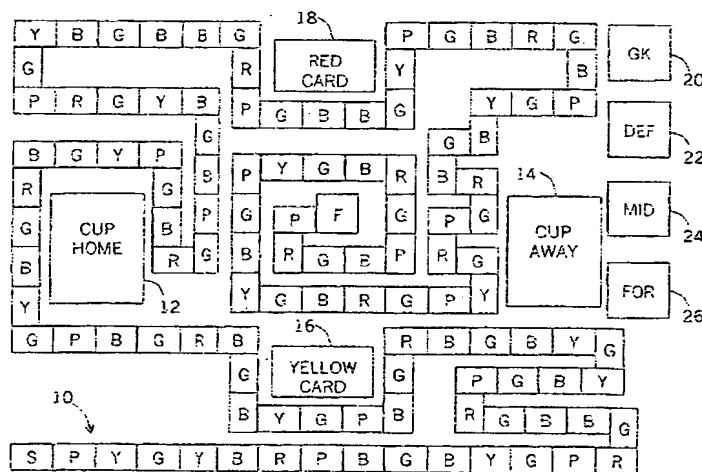 18
Y B G B B G P G B R G
RED CARD GK
G R Y B 20
P R G Y B P G B B G Y G P
DEF
G G B 22
B G Y P P Y G B R 14
R G B B R
CUP HOME P F CUP AWAY MID
G B P G G P G 24
R G B P
B R G B Y G B R G P Y R G FOR
Y 12 26
16
G P B G R B R B G B Y G
YELLOW CARD
G G P G B Y
10
B Y G P B R G B B G
S P Y G Y B R P B G B Y G P R